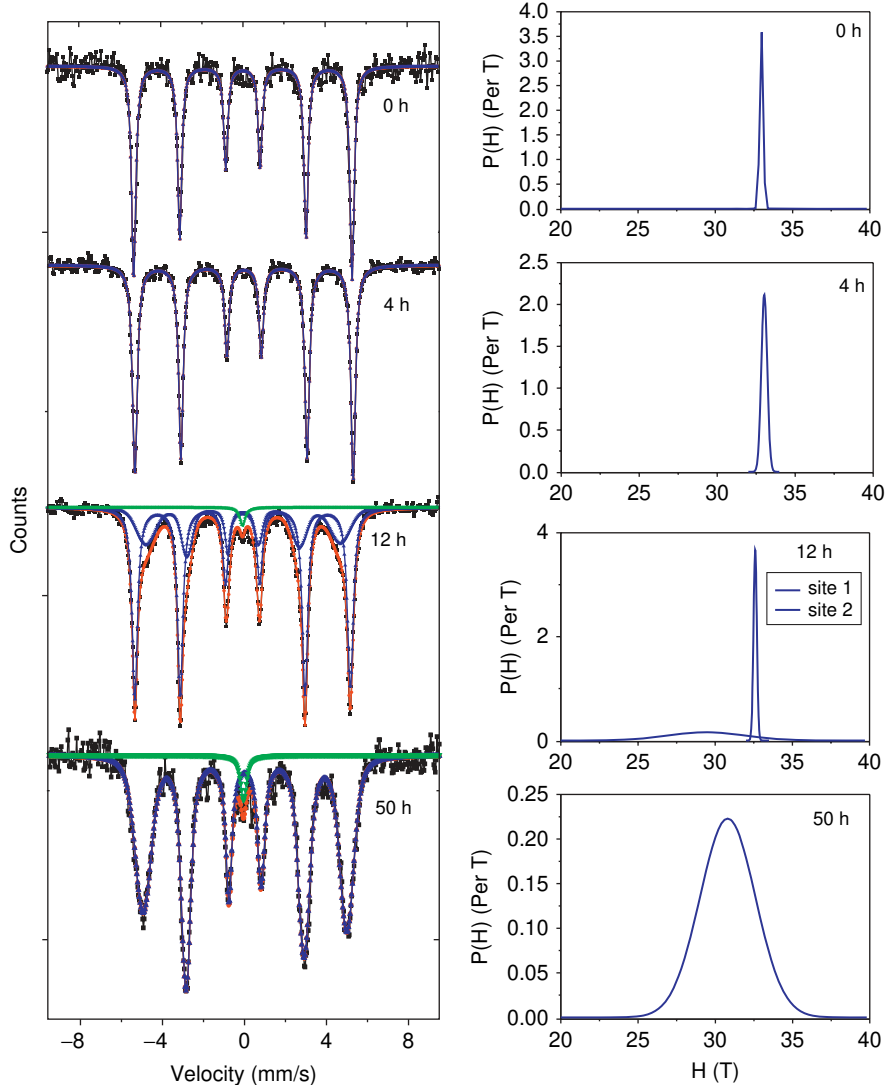 0 h
4 h
12 h
50 h
Counts
−8 −4 0 4 8
Velocity (mm/s)
4.0
3.5
3.0
2.5
2.0
1.5
1.0
0.5
0.0
P(H) (Per T)
0 h
20 25 30 35 40
2.5
2.0
1.5
1.0
0.5
0.0
P(H) (Per T)
4 h
20 25 30 35 40
4
2
0
P(H) (Per T)
12 h
site 1
site 2
20 25 30 35 40
0.25
0.20
0.15
0.10
0.05
0.00
P(H) (Per T)
50 h
20 25 30 35 40
H (T)